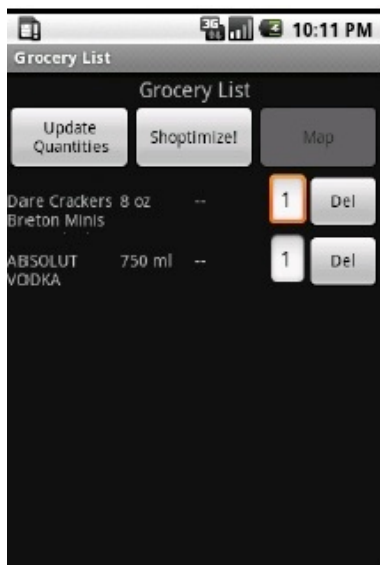 3G 10:11 PM
Grocery List
Grocery List
Update Quantities Shoptimize! Map
Dare Crackers 8 oz -- 1 Del
Breton Minis
ABSOLUT 750 ml -- 1 Del
VODKA